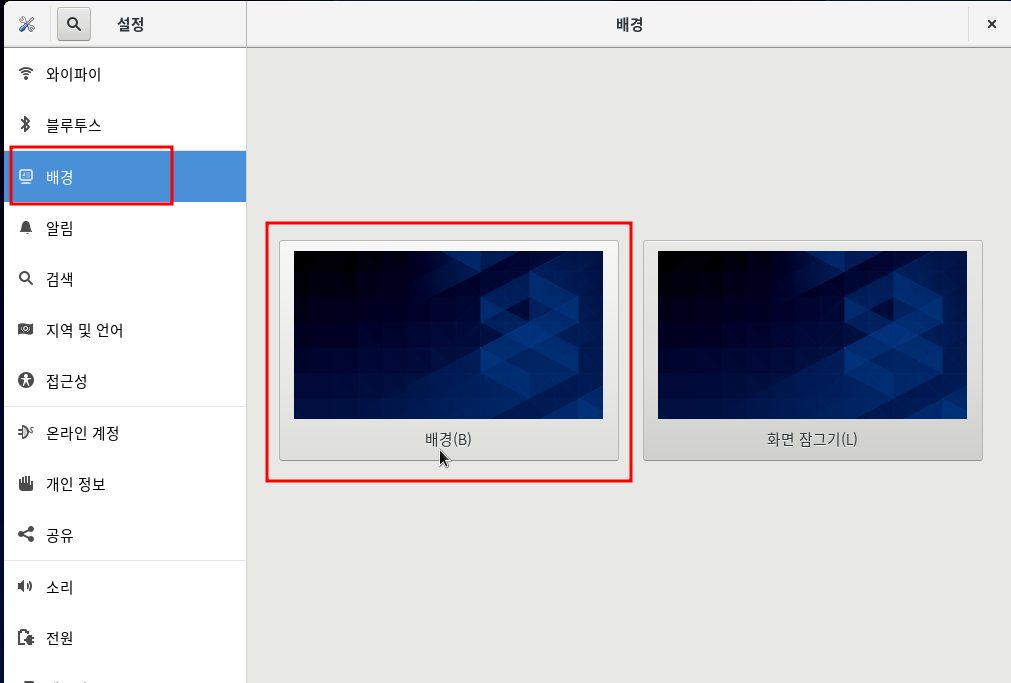 설정
배경
와이파이
블루투스
배경
알림
검색
지역 및 언어
접근성
온라인 계정
개인 정보
공유
소리
전원
배경(B)
화면 잠그기(L)